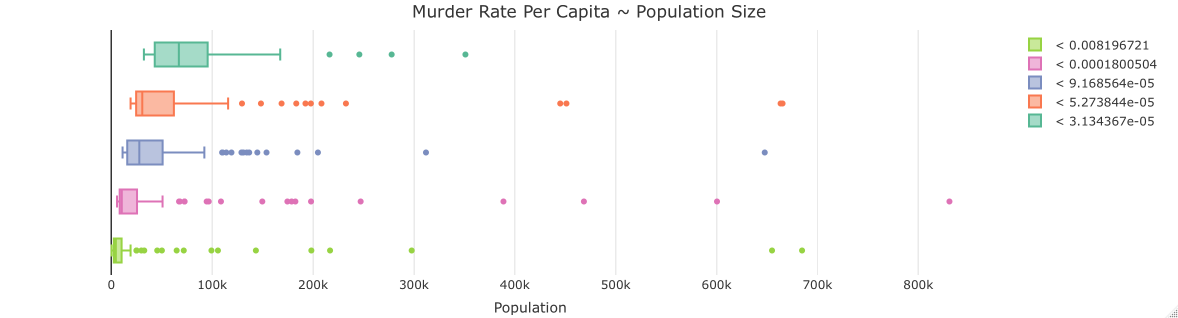 Murder Rate Per Capita ~ Population Size
< 0.008196721
< 0.0001800504
< 9.168564e-05
< 5.273844e-05
< 3.134367e-05
0 100k 200k 300k 400k 500k 600k 700k 800k
Population